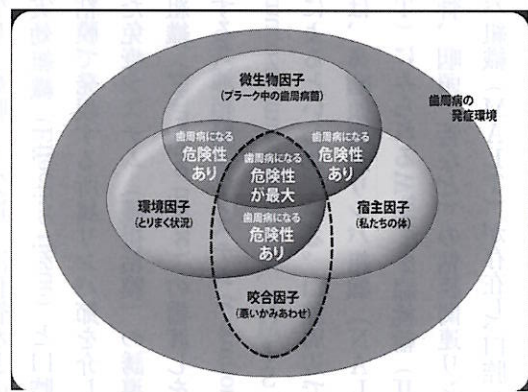 微生物因子
(プラーク中の歯周病菌)
歯周病の
発症環境
歯周病になる
危険性
あり
歯周病になる
危険性
が最大
歯周病になる
危険性
あり
環境因子
(とりまく状況)
歯周病になる
危険性
あり
宿主因子
(私たちの体)
咬合因子
(悪いかみあわせ)